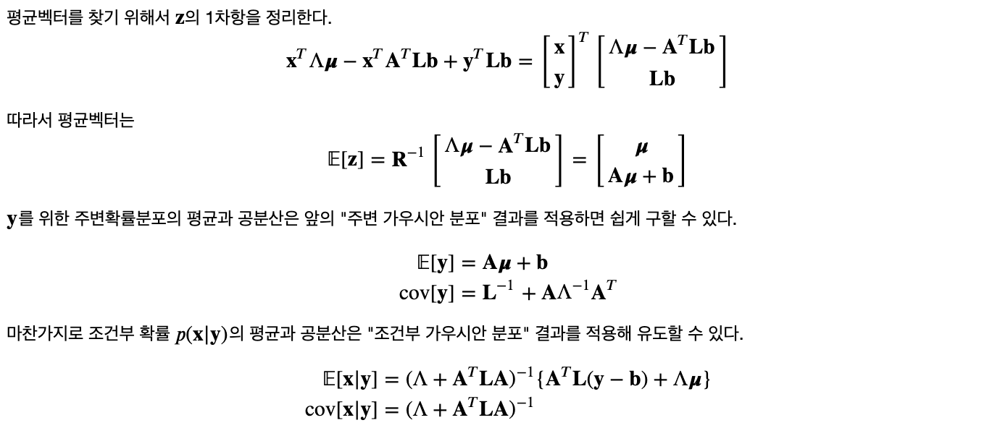 평균벡터를 찾기 위해서 $\mathbf{z}$의 1차항을 정리한다.
$$\mathbf{x}^T\Lambda\boldsymbol{\mu} - \mathbf{x}^T\mathbf{A}^T\mathbf{L}\mathbf{b} + \mathbf{y}^T\mathbf{L}\mathbf{b} = \begin{bmatrix} \mathbf{x} \\ \mathbf{y} \end{bmatrix}^T \begin{bmatrix} \Lambda\boldsymbol{\mu} - \mathbf{A}^T\mathbf{L}\mathbf{b} \\ \mathbf{L}\mathbf{b} \end{bmatrix}$$
따라서 평균벡터는
$$\mathbb{E}[\mathbf{z}] = \mathbf{R}^{-1} \begin{bmatrix} \Lambda\boldsymbol{\mu} - \mathbf{A}^T\mathbf{L}\mathbf{b} \\ \mathbf{L}\mathbf{b} \end{bmatrix} = \begin{bmatrix} \boldsymbol{\mu} \\ \mathbf{A}\boldsymbol{\mu} + \mathbf{b} \end{bmatrix}$$
$\mathbf{y}$를 위한 주변확률분포의 평균과 공분산은 앞의 "주변 가우시안 분포" 결과를 적용하면 쉽게 구할 수 있다.
$$\mathbb{E}[\mathbf{y}] = \mathbf{A}\boldsymbol{\mu} + \mathbf{b}$$
$$\text{cov}[\mathbf{y}] = \mathbf{L}^{-1} + \mathbf{A}\Lambda^{-1}\mathbf{A}^T$$
마찬가지로 조건부 확률 $p(\mathbf{x}|\mathbf{y})$의 평균과 공분산은 "조건부 가우시안 분포" 결과를 적용해 유도할 수 있다.
$$\mathbb{E}[\mathbf{x}|\mathbf{y}] = (\Lambda + \mathbf{A}^T\mathbf{L}\mathbf{A})^{-1}\{\mathbf{A}^T\mathbf{L}(\mathbf{y} - \mathbf{b}) + \Lambda\boldsymbol{\mu}\}$$
$$\text{cov}[\mathbf{x}|\mathbf{y}] = (\Lambda + \mathbf{A}^T\mathbf{L}\mathbf{A})^{-1}$$